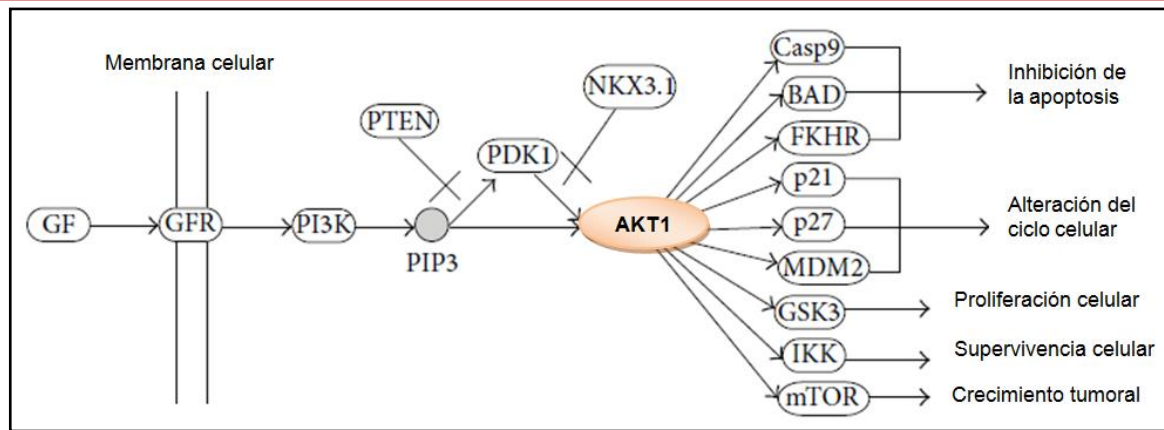 Membrana celular
GF
GFR
PI3K
PTEN
PIP3
PDK1
NKX3.1
AKT1
Casp9
BAD
FKHR
Inhibición de
la apoptosis
p21
p27
MDM2
Alteración del
ciclo celular
GSK3
Proliferación celular
IKK
Supervivencia celular
mTOR
Crecimiento tumoral